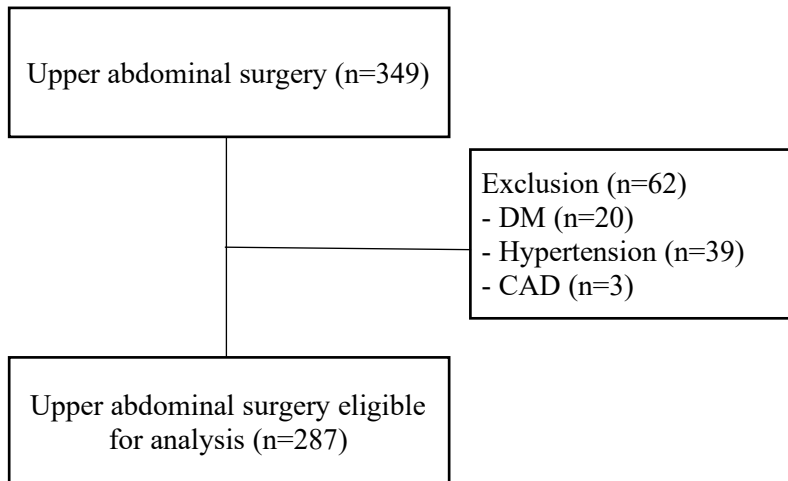 Upper abdominal surgery (n=349)
Exclusion (n=62)
- DM (n=20)
- Hypertension (n=39)
- CAD (n=3)
Upper abdominal surgery eligible
for analysis (n=287)